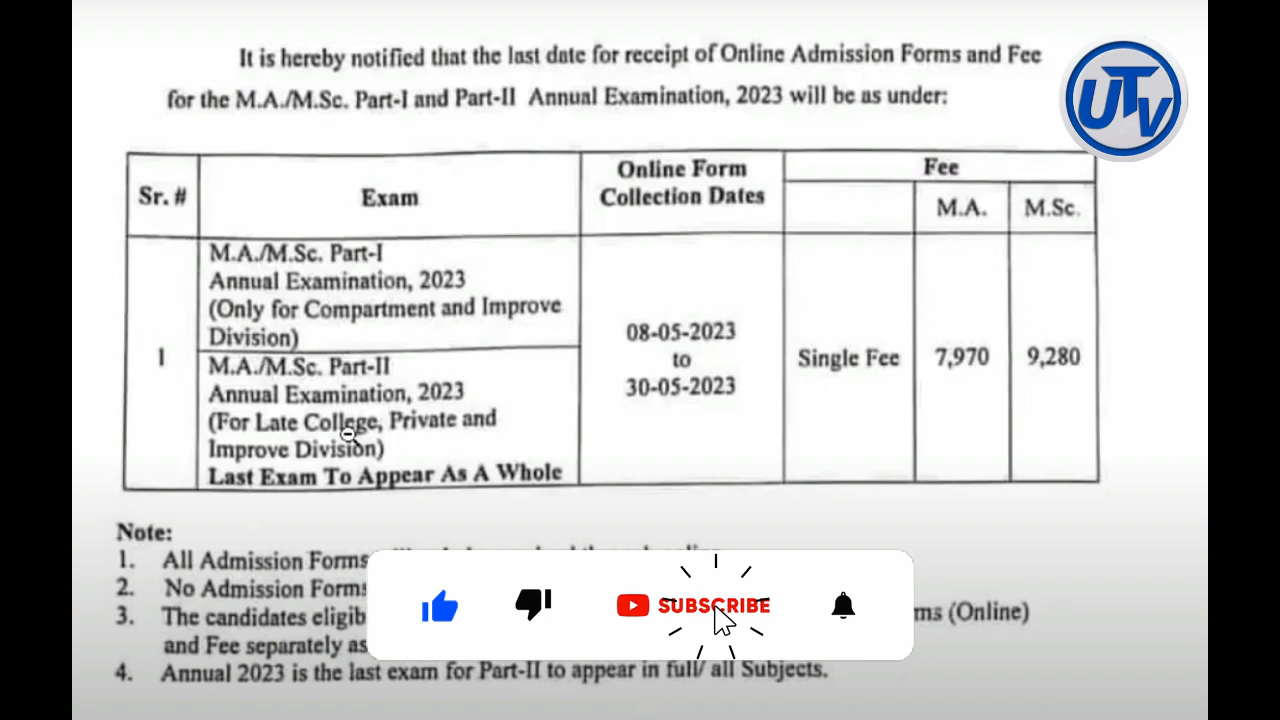 It is hereby notified that the last date for receipt of Online Admission Forms and Fee
for the M.A./M.Sc. Part-I and Part-II Annual Examination, 2023 will be as under:
UTV
Sr. #
Exam
Online Form
Collection Dates
Fee
M.A.
M.Sc.
1
M.A./M.Sc. Part-I
Annual Examination, 2023
(Only for Compartment and Improve
Division)
M.A./M.Sc. Part-II
Annual Examination, 2023
(For Late College, Private and
Improve Division)
Last Exam To Appear As A Whole
08-05-2023
to
30-05-2023
Single Fee
7,970
9,280
Note:
1. All Admission Forms
2. No Admission Forms
3. The candidates eligib ms (Online)
and Fee separately as
4. Annual 2023 is the last exam for Part-II to appear in full/ all Subjects.
SUBSCRIBE